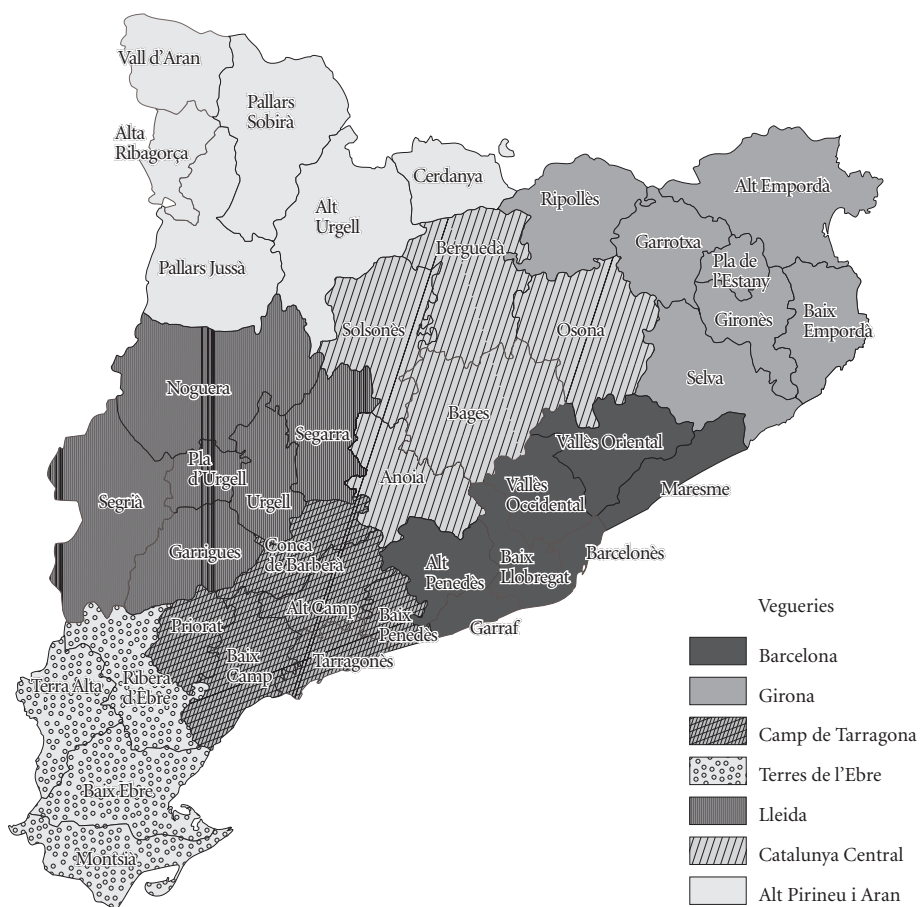 Vall d'Aran
Pallars
Sobirà
Alta
Ribagorça
Cerdanya
Alt
Urgell
Ripollès
Alt Empordà
Garrotxa
Berguedà
Pla de
l'Estany
Pallars Jussà
Solsonès
Osona
Gironès
Baix
Empordà
Noguera
Selva
Segarra
Bages
Vallès Oriental
Pla
d'Urgell
Anoia
Vallès
Occidental
Maresme
Segrià
Urgell
Garrigues
Conca
de Barberà
Alt
Penedès
Baix
Llobregat
Barcelonès
Priorat
Alt Camp
Baix
Penedès
Garraf
Baix
Camp
Tarragonès
Terra Alta
Ribera
d'Ebre
Baix Ebre
Montsià
Vegueries
Barcelona
Girona
Camp de Tarragona
Terres de l'Ebre
Lleida
Catalunya Central
Alt Pirineu i Aran